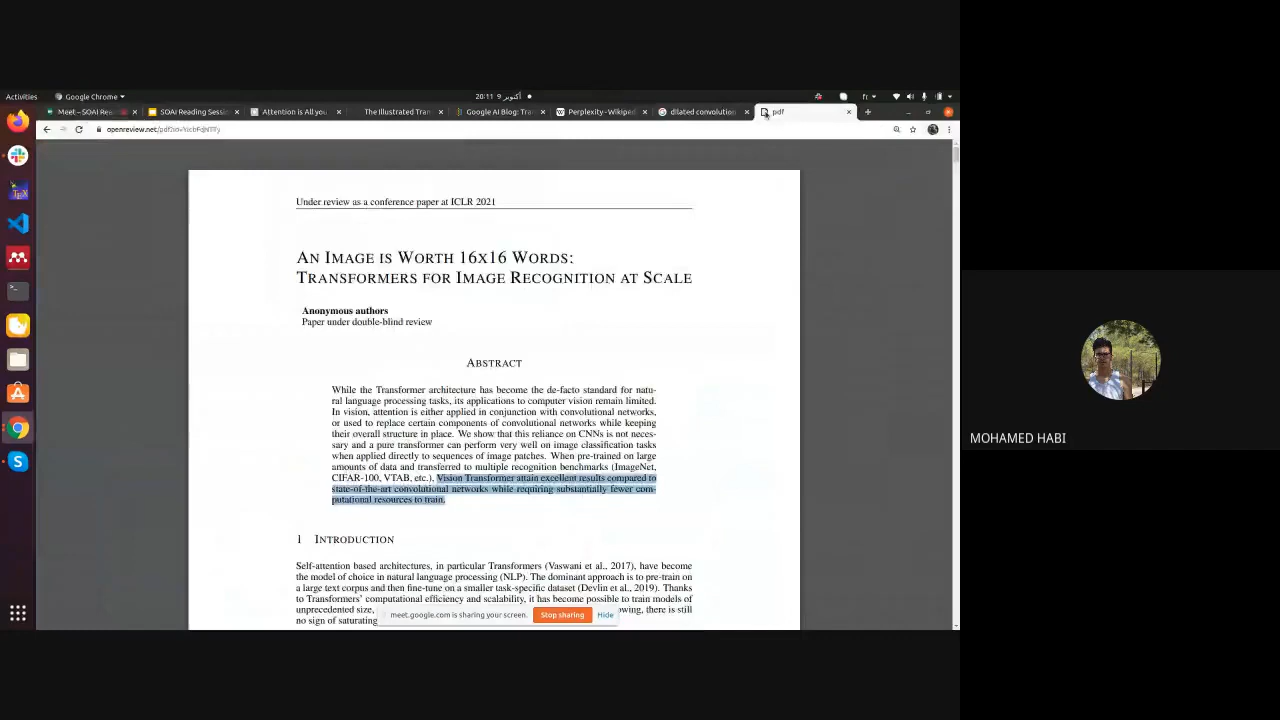 Activities
Google Chrome
20:11 9 أكتوبر
fr
Meet – SOAI Rea
SOAI Reading Sessi
Attention is All you
The Illustrated Tran
Google AI Blog: Tra
Perplexity - Wikiped
dilated convolution
pdf
Under review as a conference paper at ICLR 2021
AN IMAGE IS WORTH 16X16 WORDS:
TRANSFORMERS FOR IMAGE RECOGNITION AT SCALE
Anonymous authors
Paper under double-blind review
ABSTRACT
While the Transformer architecture has become the de-facto standard for natu-
ral language processing tasks, its applications to computer vision remain limited.
In vision, attention is either applied in conjunction with convolutional networks,
or used to replace certain components of convolutional networks while keeping
their overall structure in place. We show that this reliance on CNNs is not neces-
sary and a pure transformer can perform very well on image classification tasks
when applied directly to sequences of image patches. When pre-trained on large
amounts of data and transferred to multiple recognition benchmarks (ImageNet,
CIFAR-100, VTAB, etc.), Vision Transformer attain excellent results compared to
state-of-the-art convolutional networks while requiring substantially fewer com-
putational resources to train.
1 INTRODUCTION
Self-attention based architectures, in particular Transformers (Vaswani et al., 2017), have become
the model of choice in natural language processing (NLP). The dominant approach is to pre-train on
a large text corpus and then fine-tune on a smaller task-specific dataset (Devlin et al., 2019). Thanks
to Transformers' computational efficiency and scalability, it has become possible to train models of
unprecedented size, owing, there is still
no sign of saturating
meet.google.com is sharing your screen. Stop sharing Hide
MOHAMED HABI